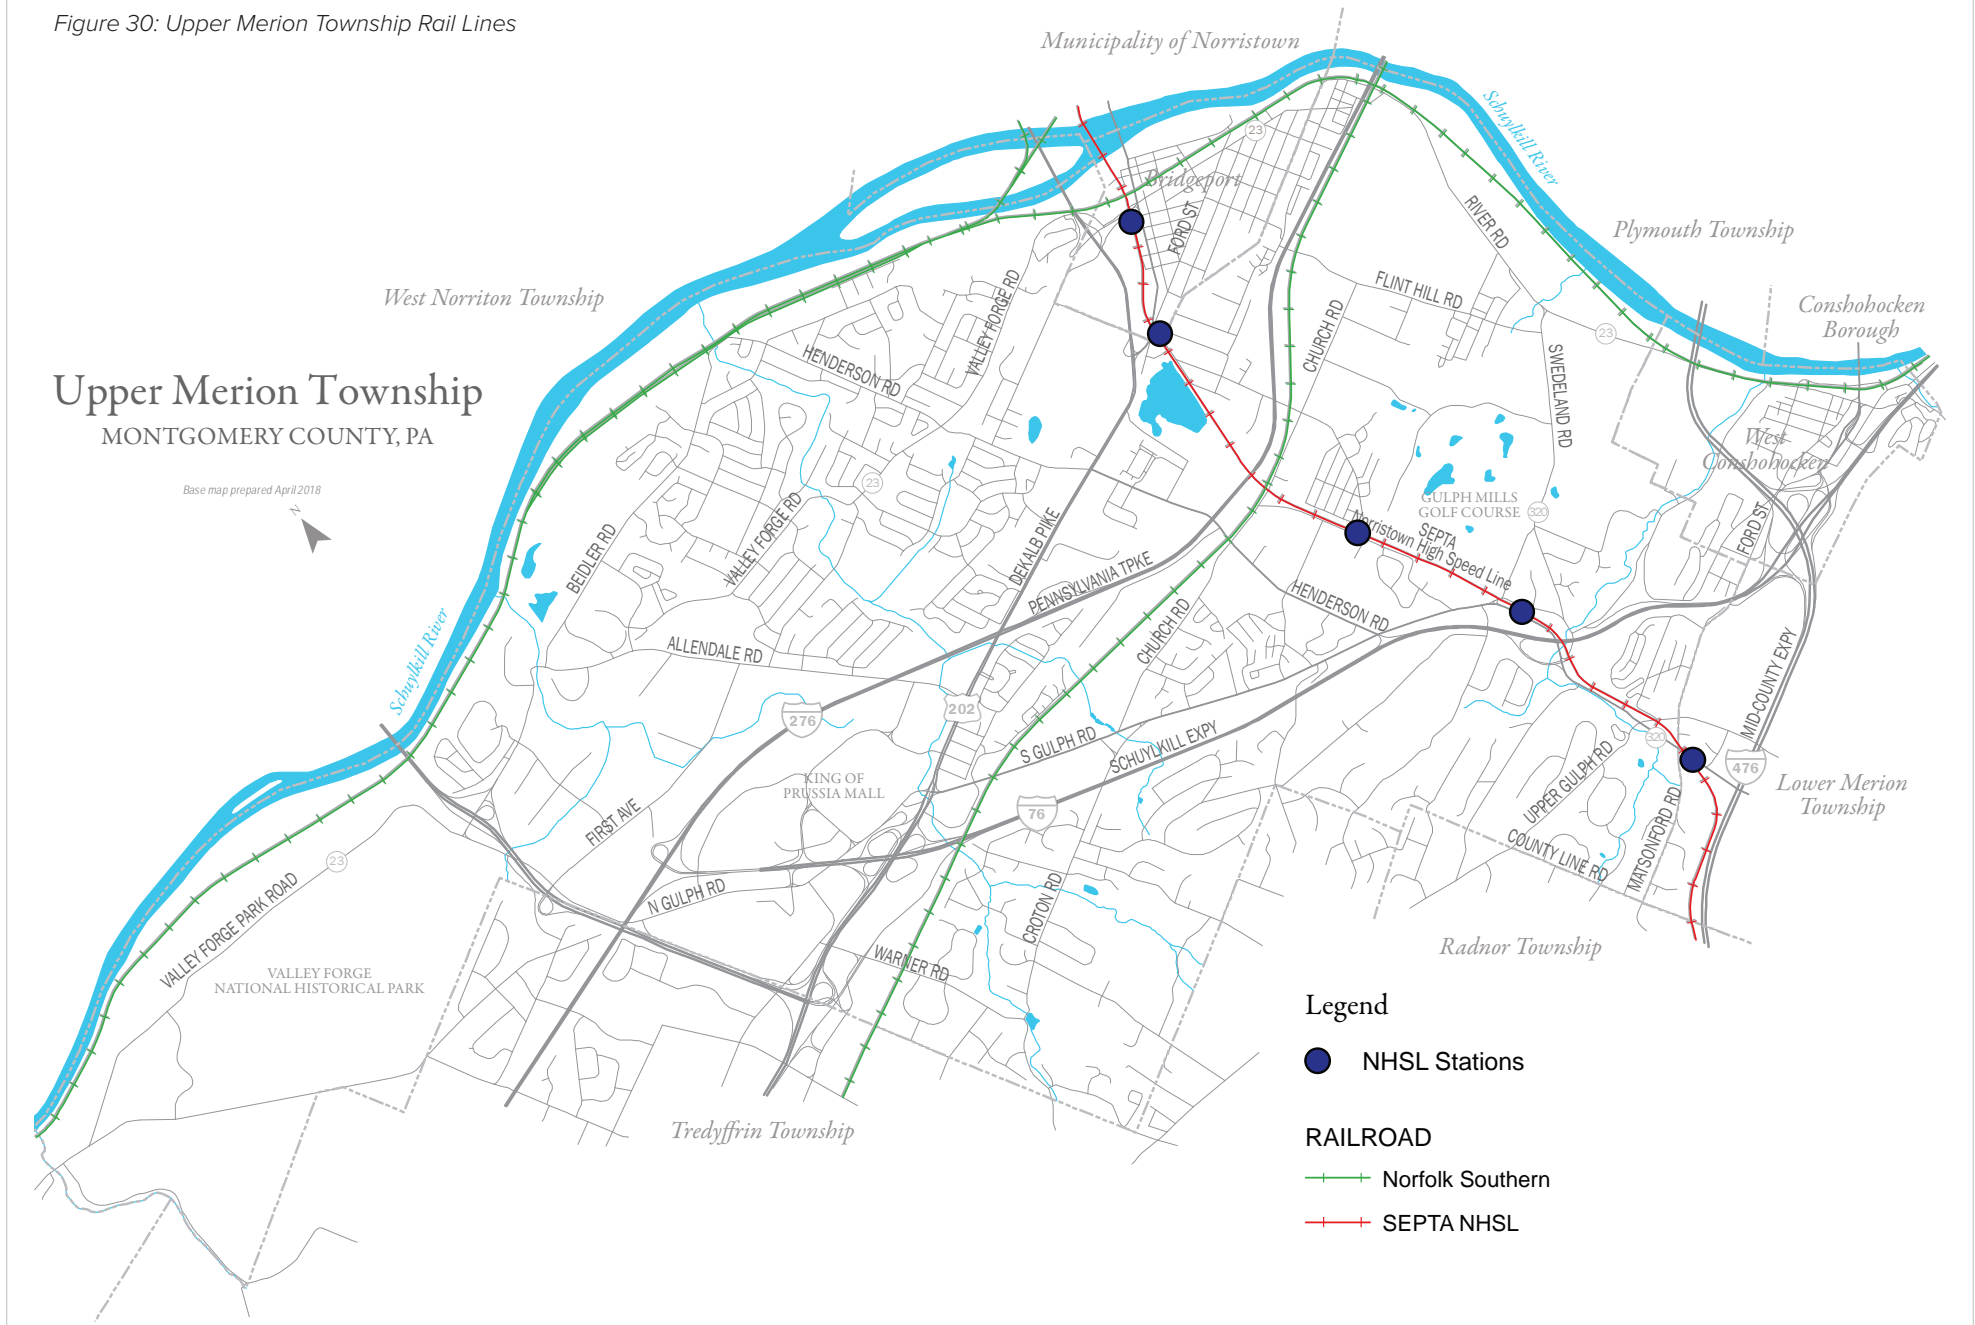 Figure 30: Upper Merion Township Rail Lines
Municipality of Norristown
Schuylkill River
23
Bridgeport
FORD ST
RIVER RD
Plymouth Township
West Norriton Township
VALLEY FORGE RD
FLINT HILL RD
Conshohocken
Borough
CHURCH RD
23
HENDERSON RD
SWEDELAND RD
Upper Merion Township
MONTGOMERY COUNTY, PA
Base map prepared April 2018
N
West
Conshohocken
23
GULPH MILLS
GOLF COURSE
320
VALLEY FORGE RD
BEIDLER RD
DEKALB PIKE
SEPTA
Norristown High Speed Line
FORD ST
PENNSYLVANIA TPKE
HENDERSON RD
CHURCH RD
Schuylkill River
ALLENDALE RD
MID-COUNTY EXPY
276
202
S GULPH RD
SCHUYLKILL EXPY
320
476
UPPER GULPH RD
Lower Merion
Township
KING OF
PRUSSIA MALL
FIRST AVE
76
COUNTY LINE RD
MATSONFORD RD
23
N GULPH RD
CROTON RD
VALLEY FORGE PARK ROAD
WARNER RD
Radnor Township
VALLEY FORGE
NATIONAL HISTORICAL PARK
Tredyffrin Township
Legend
NHSL Stations
RAILROAD
Norfolk Southern
SEPTA NHSL